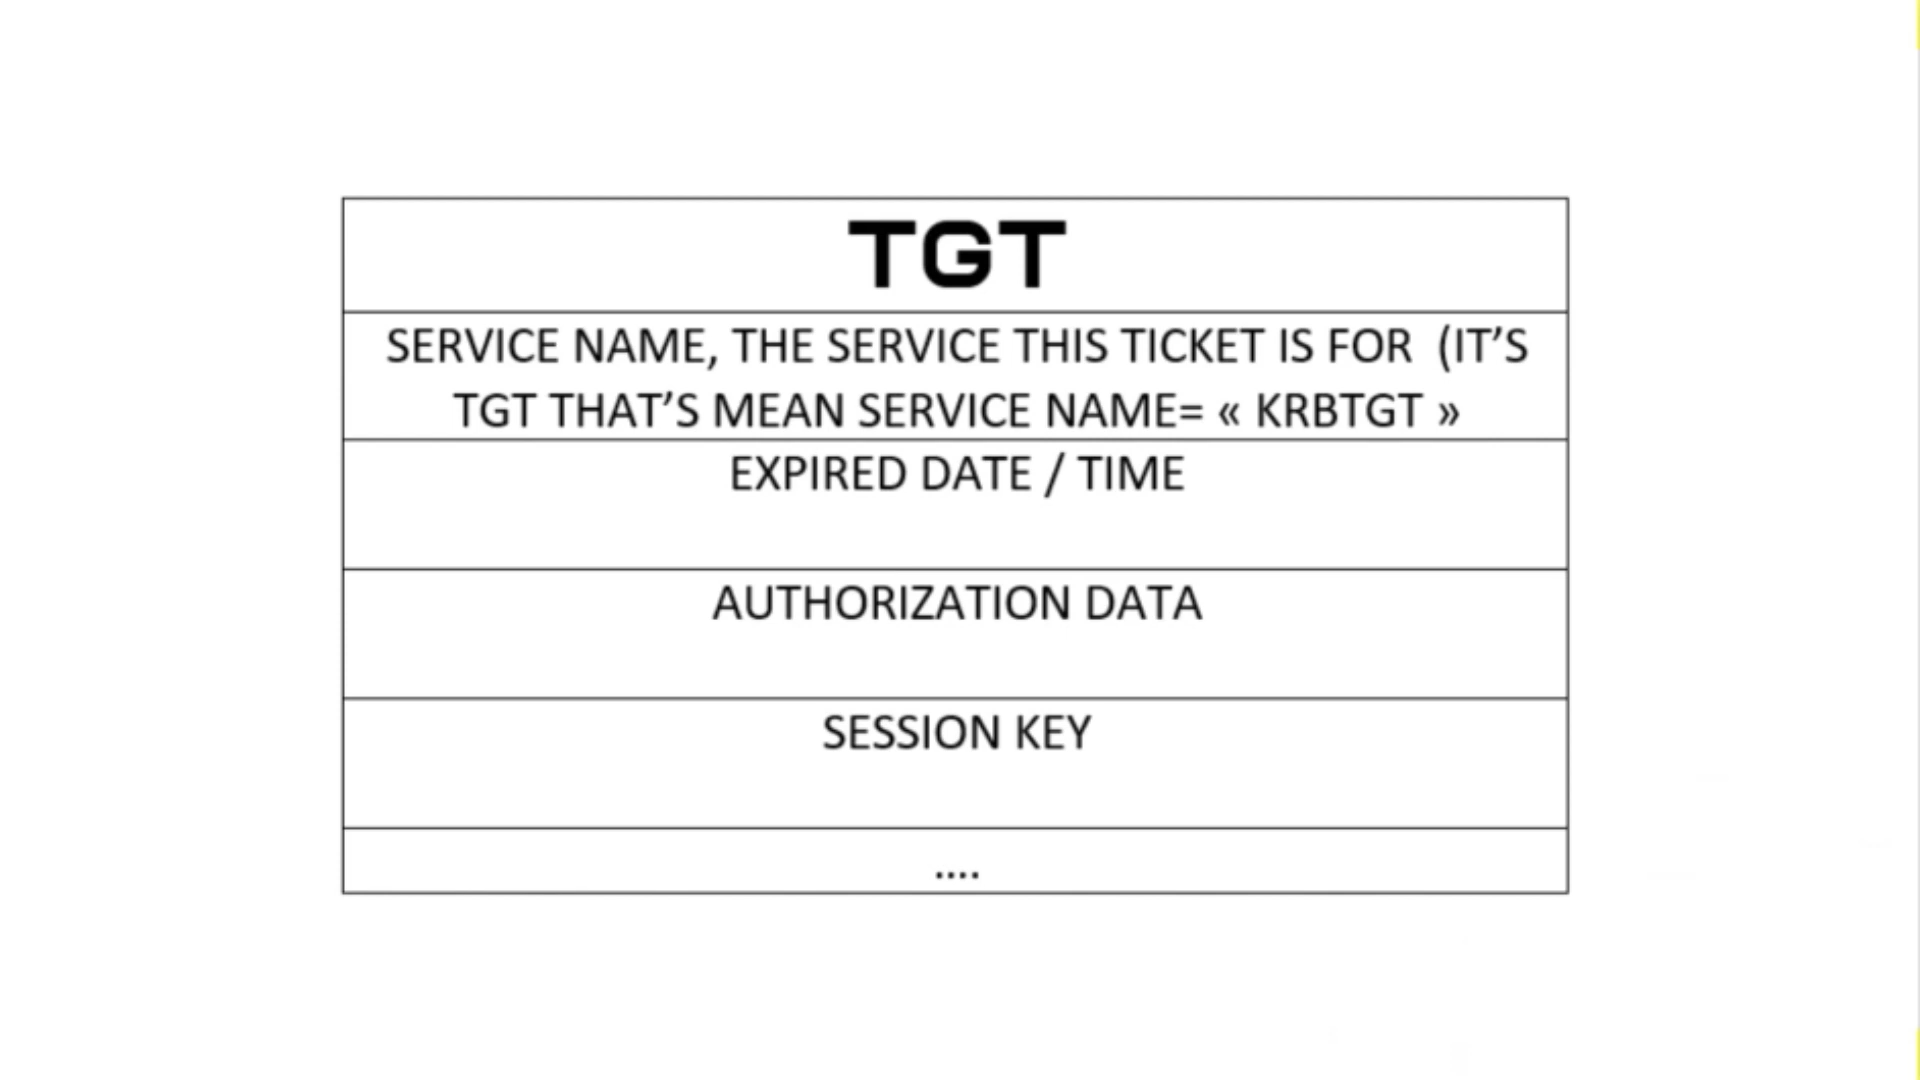 TGT
SERVICE NAME, THE SERVICE THIS TICKET IS FOR  (IT’S
TGT THAT’S MEAN SERVICE NAME= « KRBTGT »
EXPIRED DATE / TIME
AUTHORIZATION DATA
SESSION KEY
....